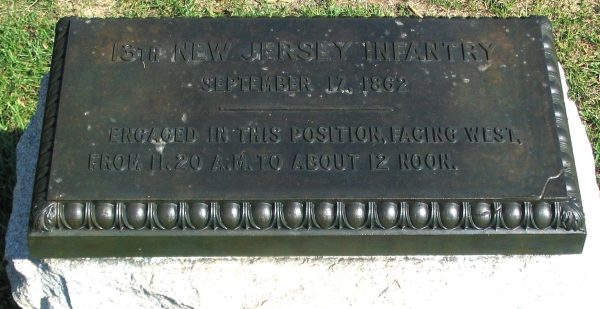 13TH NEW JERSEY INFANTRY
SEPTEMBER 17, 1862
ENGAGED IN THIS POSITION, FACING WEST,
FROM 11.20 A.M. TO ABOUT 12 NOON.